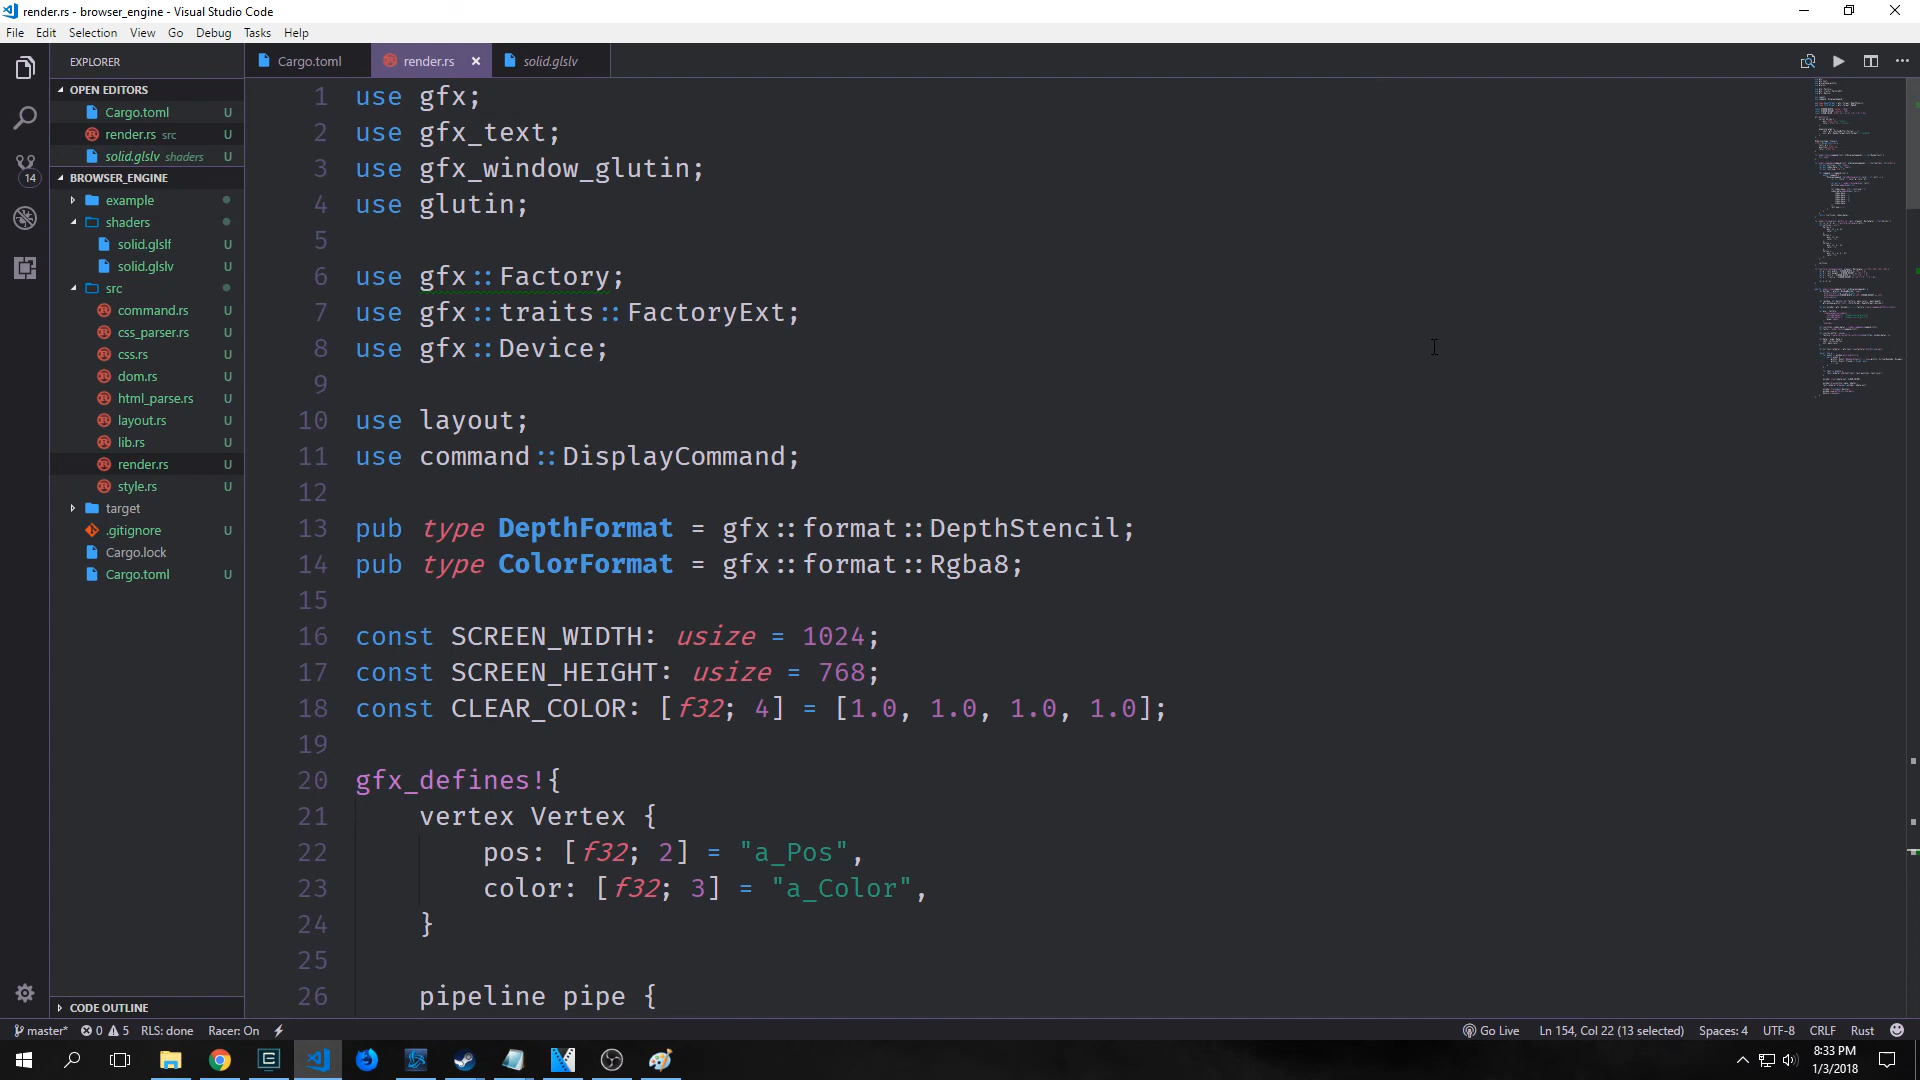 render.rs - browser_engine - Visual Studio Code
File Edit Selection View Go Debug Tasks Help
EXPLORER
Cargo.toml
render.rs
solid.glslv
OPEN EDITORS
Cargo.toml U
render.rs src U
solid.glslv shaders U
14
BROWSER_ENGINE
example
shaders
solid.glslf U
solid.glslv U
src
command.rs U
css_parser.rs U
css.rs U
dom.rs U
html_parse.rs U
layout.rs U
lib.rs U
render.rs U
style.rs U
target
.gitignore U
Cargo.lock
Cargo.toml U
CODE OUTLINE
1 use gfx;
2 use gfx_text;
3 use gfx_window_glutin;
4 use glutin;
5
6 use gfx::Factory;
7 use gfx::traits::FactoryExt;
8 use gfx::Device;
9
10 use layout;
11 use command::DisplayCommand;
12
13 pub type DepthFormat = gfx::format::DepthStencil;
14 pub type ColorFormat = gfx::format::Rgba8;
15
16 const SCREEN_WIDTH: usize = 1024;
17 const SCREEN_HEIGHT: usize = 768;
18 const CLEAR_COLOR: [f32; 4] = [1.0, 1.0, 1.0, 1.0];
19
20 gfx_defines!{
21 vertex Vertex {
22 pos: [f32; 2] = "a_Pos",
23 color: [f32; 3] = "a_Color",
24 }
25
26 pipeline pipe {
master* 0 5 RLS: done Racer: On Go Live Ln 154, Col 22 (13 selected) Spaces: 4 UTF-8 CRLF Rust
8:33 PM
1/3/2018